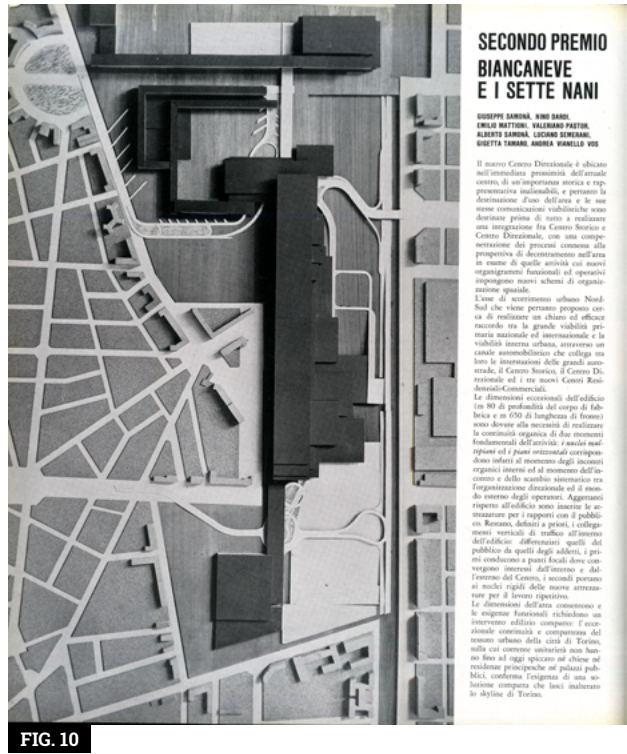 SECONDO PREMIO
BIANCANEVE
E I SETTE NANI
GIUSEPPE SAMONÀ, NINO DARDI,
EMILIO MATTIONI, VALERIANO PASTOR,
ALBERTO SAMONÀ, LUCIANO SEMERANI,
GIGETTA TAMARO, ANDREA VIANELLO VOS
Il nuovo Centro Direzionale è ubicato
nell'immediata prossimità dell'attuale
centro, di un'importanza storica e rap-
presentativa inalienabili, e pertanto la
destinazione d'uso dell'area e le sue
stesse comunicazioni viabilistiche sono
destinate prima di tutto a realizzare
una integrazione fra Centro Storico e
Centro Direzionale, con una compe-
netrazione dei processi connessa alla
prospettiva di decentramento nell'area
in esame di quelle attività cui nuovi
organigrammi funzionali ed operativi
impongono nuovi schemi di organiz-
zazione spaziale.
L'asse di scorrimento urbano Nord-
Sud che viene pertanto proposto cer-
ca di realizzare un chiaro ed efficace
raccordo tra la grande viabilità pri-
maria nazionale ed internazionale e la
viabilità interna urbana, attraverso un
canale automobilistico che collega tra
loro le interstazioni delle grandi auto-
strade, il Centro Storico, il Centro Di-
rezionale ed i tre nuovi Centri Resi-
denziali-Commerciali.
Le dimensioni eccezionali dell'edificio
(m 80 di profondità del corpo di fab-
brica e m 650 di lunghezza di fronte)
sono dovute alla necessità di realizzare
la continuità organica di due momenti
fondamentali dell'attività: i nuclei mul-
tipiani ed i piani orizzontali corrispon-
dono infatti al momento degli incontri
organici interni ed al momento dell'in-
contro e dello scambio sistematico tra
l'organizzazione direzionale ed il mon-
do esterno degli operatori. Aggettanti
rispetto all'edificio sono inserite le at-
trezzature per i rapporti con il pubbli-
co. Restano, definiti a priori, i collega-
menti verticali di traffico all'interno
dell'edificio: differenziati quelli del
pubblico da quelli degli addetti, i pri-
mi conducono a punti focali dove con-
vergono interessi dall'interno e dal-
l'esterno del Centro, i secondi portano
ai nuclei rigidi delle nuove attrezza-
ture per il lavoro ripetitivo.
Le dimensioni dell'area consentono e
le esigenze funzionali richiedono un
intervento edilizio compatto: l'ecce-
zionale continuità e compattezza del
tessuto urbano della città di Torino,
sulla cui corrente unitarietà non han-
no fino ad oggi spiccato né chiese né
residenze principesche né palazzi pub-
blici, conferma l'esigenza di una so-
luzione compatta che lasci inalterato
lo skyline di Torino.
FIG. 10